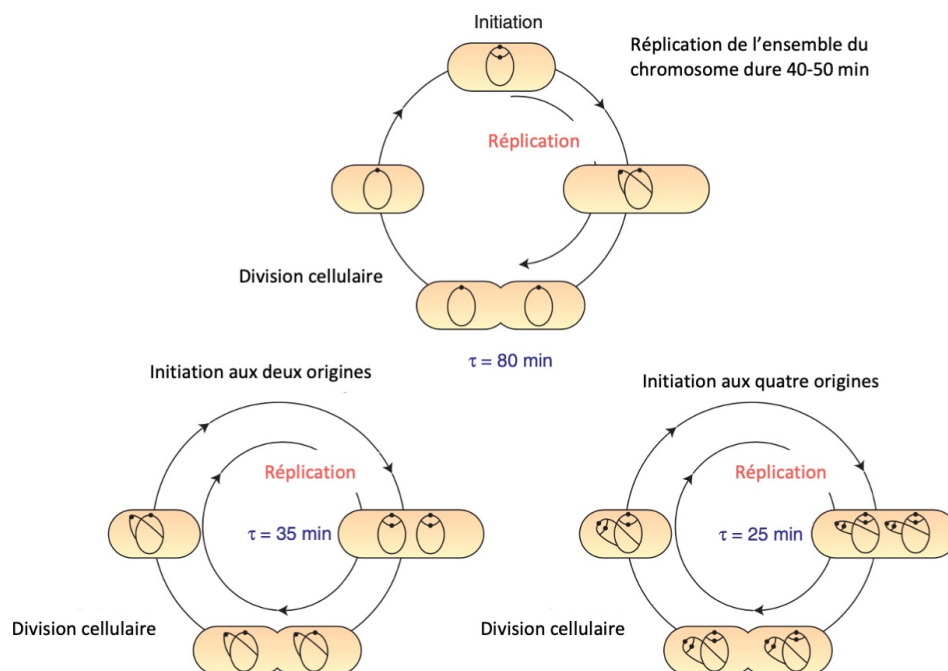 Initiation
Réplication de l'ensemble du
chromosome dure 40-50 min
Réplication
Division cellulaire
τ = 80 min
Initiation aux deux origines
Réplication
τ = 35 min
Division cellulaire
Initiation aux quatre origines
Réplication
τ = 25 min
Division cellulaire